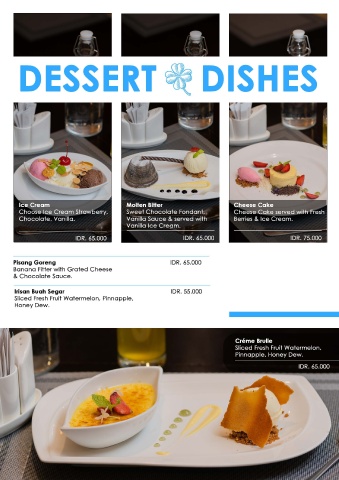 DESSERT DISHES
Ice Cream
Choose Ice Cream Strawberry,
Chocolate, Vanilla.
IDR. 65.000
Molten Bitter
Sweet Chocolate Fondant,
Vanilla Sauce & served with
Vanilla Ice Cream.
IDR. 65.000
Cheese Cake
Cheese Cake served with Fresh
Berries & Ice Cream.
IDR. 75.000
Pisang Goreng IDR. 65.000
Banana Fitter with Grated Cheese
& Chocolate Sauce.
Irisan Buah Segar IDR. 55.000
Sliced Fresh Fruit Watermelon, Pinnapple,
Honey Dew.
Créme Brulle
Sliced Fresh Fruit Watermelon,
Pinnapple, Honey Dew.
IDR. 65.000